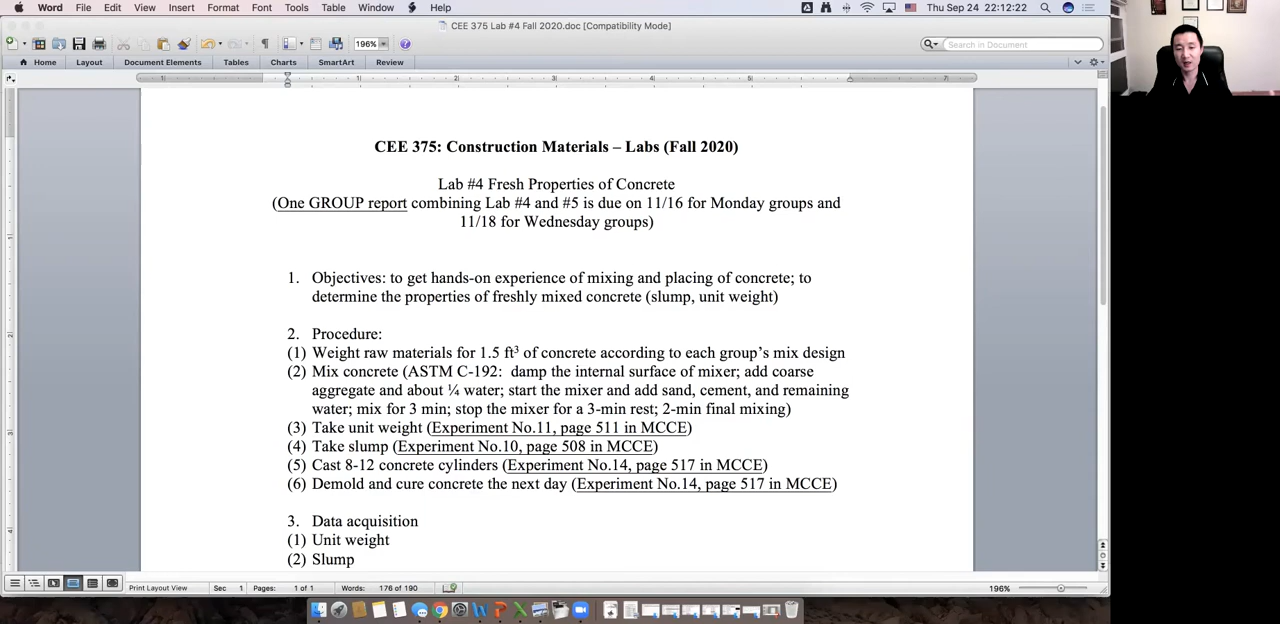 Word File Edit View Insert Format Font Tools Table Window Help Thu Sep 24 22:12:22
CEE 375 Lab #4 Fall 2020.doc [Compatibility Mode]
196% Search in Document
Home Layout Document Elements Tables Charts SmartArt Review
CEE 375: Construction Materials – Labs (Fall 2020)
Lab #4 Fresh Properties of Concrete
(One GROUP report combining Lab #4 and #5 is due on 11/16 for Monday groups and
11/18 for Wednesday groups)
1. Objectives: to get hands-on experience of mixing and placing of concrete; to
determine the properties of freshly mixed concrete (slump, unit weight)
2. Procedure:
(1) Weight raw materials for 1.5 ft³ of concrete according to each group's mix design
(2) Mix concrete (ASTM C-192: damp the internal surface of mixer; add coarse
aggregate and about ¼ water; start the mixer and add sand, cement, and remaining
water; mix for 3 min; stop the mixer for a 3-min rest; 2-min final mixing)
(3) Take unit weight (Experiment No.11, page 511 in MCCE)
(4) Take slump (Experiment No.10, page 508 in MCCE)
(5) Cast 8-12 concrete cylinders (Experiment No.14, page 517 in MCCE)
(6) Demold and cure concrete the next day (Experiment No.14, page 517 in MCCE)
3. Data acquisition
(1) Unit weight
(2) Slump
Print Layout View Sec 1 Pages: 1 of 1 Words: 176 of 190 196%